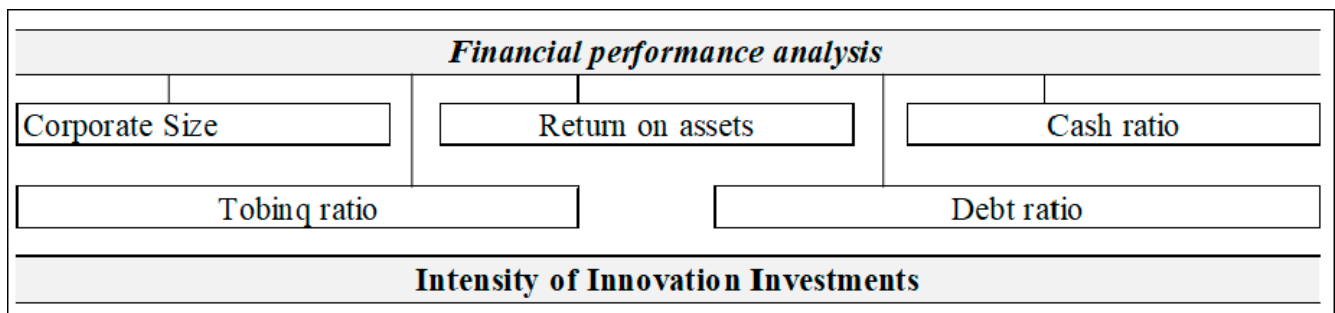 Financial performance analysis
Corporate Size
Return on assets
Cash ratio
Tobinq ratio
Debt ratio
Intensity of Innovation Investments